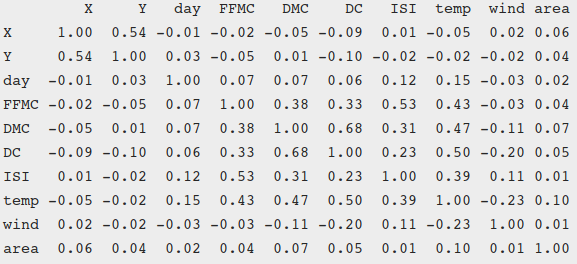 X Y day FFMC DMC DC ISI temp wind area
X 1.00 0.54 -0.01 -0.02 -0.05 -0.09 0.01 -0.05 0.02 0.06
Y 0.54 1.00 0.03 -0.05 0.01 -0.10 -0.02 -0.02 -0.02 0.04
day -0.01 0.03 1.00 0.07 0.07 0.06 0.12 0.15 -0.03 0.02
FFMC -0.02 -0.05 0.07 1.00 0.38 0.33 0.53 0.43 -0.03 0.04
DMC -0.05 0.01 0.07 0.38 1.00 0.68 0.31 0.47 -0.11 0.07
DC -0.09 -0.10 0.06 0.33 0.68 1.00 0.23 0.50 -0.20 0.05
ISI 0.01 -0.02 0.12 0.53 0.31 0.23 1.00 0.39 0.11 0.01
temp -0.05 -0.02 0.15 0.43 0.47 0.50 0.39 1.00 -0.23 0.10
wind 0.02 -0.02 -0.03 -0.03 -0.11 -0.20 0.11 -0.23 1.00 0.01
area 0.06 0.04 0.02 0.04 0.07 0.05 0.01 0.10 0.01 1.00